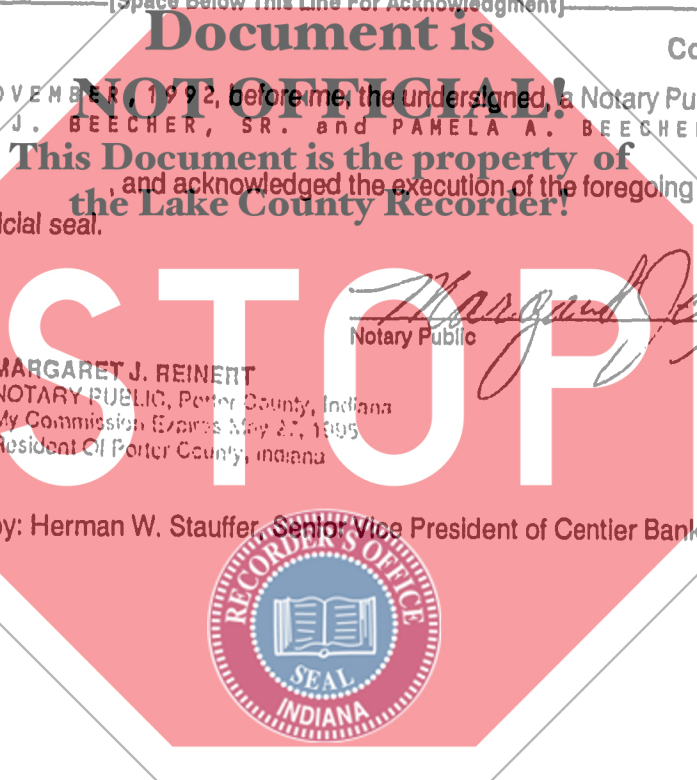 [Space Below This Line For Acknowledgment]
Document is
Co
OVEMBER, 1992, before me, the undersigned, a Notary Pu
NOT OFFICIAL!
J. BEECHER, SR. and PAMELA A. BEECHE
This Document is the property of
, and acknowledged the execution of the foregoing
the Lake County Recorder!
icial seal.
STOP
Margaret J.
Notary Public
MARGARET J. REINERT
NOTARY PUBLIC, Porter County, Indiana
My Commission Expires May 27, 1995
Resident Of Porter County, Indiana
by: Herman W. Stauffer, Senior Vice President of Centier Bank
RECORDER'S OFFICE
SEAL
INDIANA